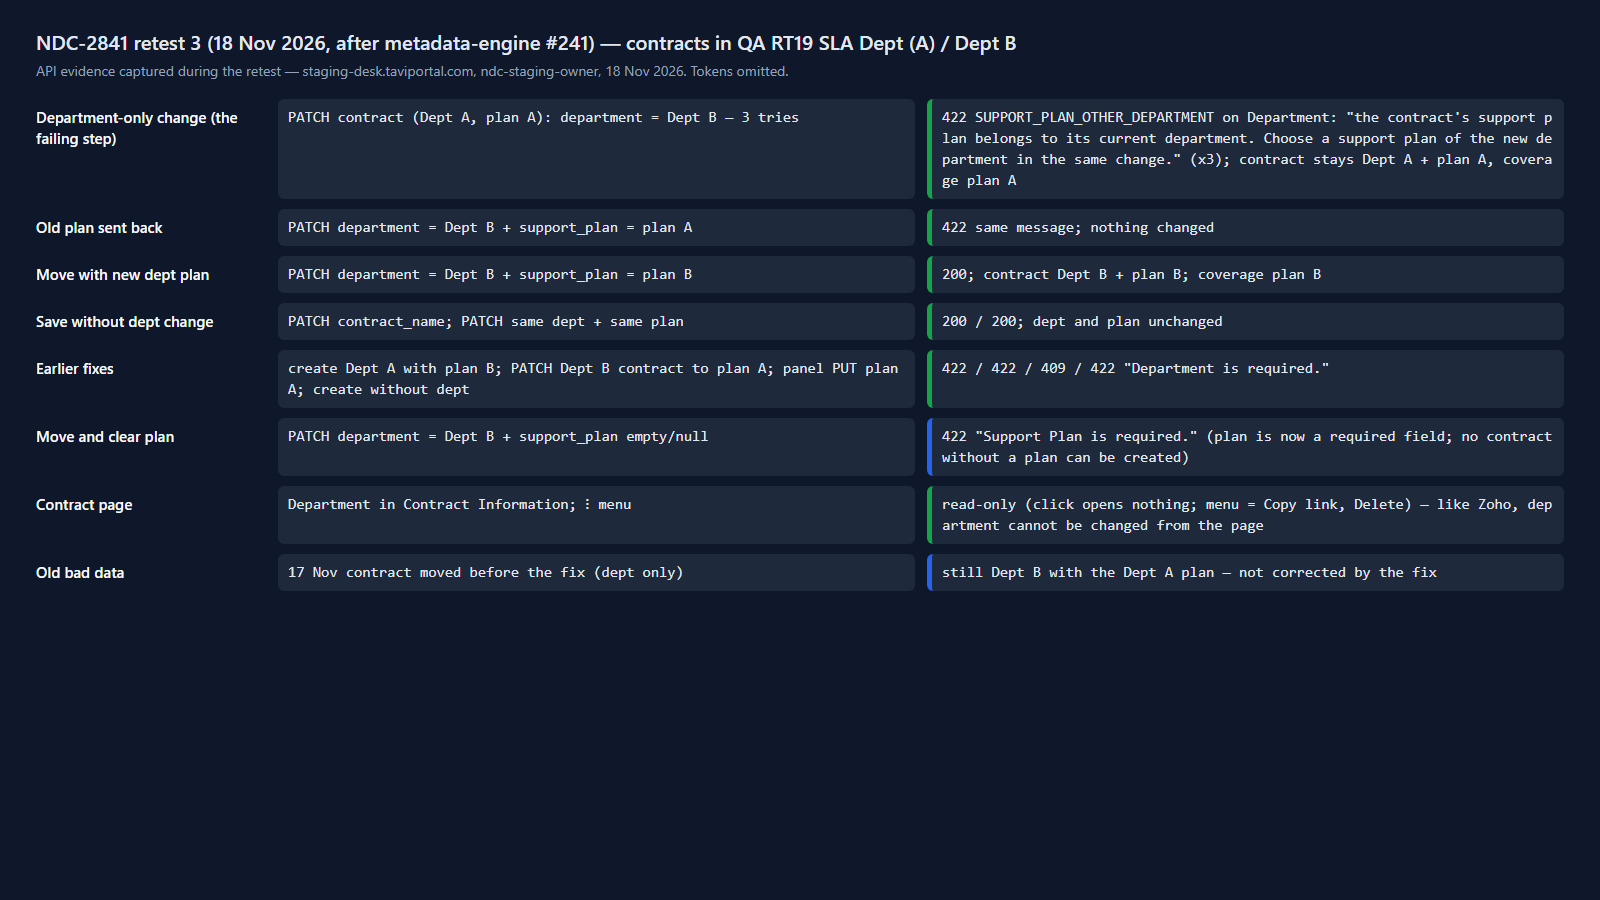 NDC-2841 retest 3 (18 Nov 2026, after metadata-engine #241) — contracts in QA RT19 SLA Dept (A) / Dept B
API evidence captured during the retest — staging-desk.taviportal.com, ndc-staging-owner, 18 Nov 2026. Tokens omitted.
Department-only change (the
failing step)
PATCH contract (Dept A, plan A): department = Dept B — 3 tries
422 SUPPORT_PLAN_OTHER_DEPARTMENT on Department: "the contract's support p
lan belongs to its current department. Choose a support plan of the new de
partment in the same change." (x3); contract stays Dept A + plan A, covera
ge plan A
Old plan sent back
PATCH department = Dept B + support_plan = plan A
422 same message; nothing changed
Move with new dept plan
PATCH department = Dept B + support_plan = plan B
200; contract Dept B + plan B; coverage plan B
Save without dept change
PATCH contract_name; PATCH same dept + same plan
200 / 200; dept and plan unchanged
Earlier fixes
create Dept A with plan B; PATCH Dept B contract to plan A; panel PUT plan
A; create without dept
422 / 422 / 409 / 422 "Department is required."
Move and clear plan
PATCH department = Dept B + support_plan empty/null
422 "Support Plan is required." (plan is now a required field; no contract
without a plan can be created)
Contract page
Department in Contract Information; ⋮ menu
read-only (click opens nothing; menu = Copy link, Delete) — like Zoho, dep
artment cannot be changed from the page
Old bad data
17 Nov contract moved before the fix (dept only)
still Dept B with the Dept A plan — not corrected by the fix